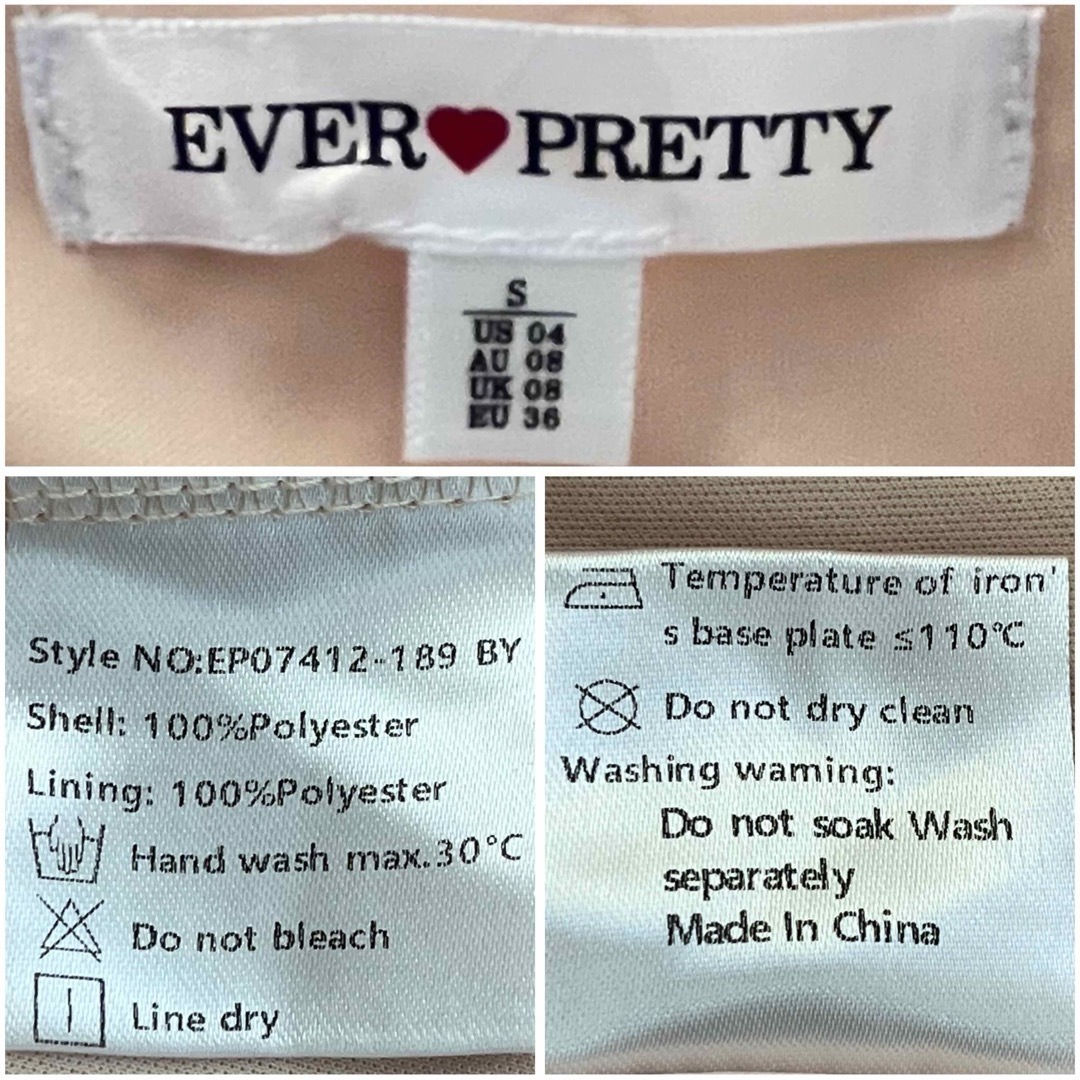 EVER♥PRETTY
S
US 04
AU 08
UK 08
EU 36
Style NO:EP07412-189 BY
Shell: 100%Polyester
Lining: 100%Polyester
Hand wash max.30°C
Do not bleach
Line dry
Temperature of iron'
s base plate ≤110°C
Do not dry clean
Washing waming:
Do not soak Wash
separately
Made In China